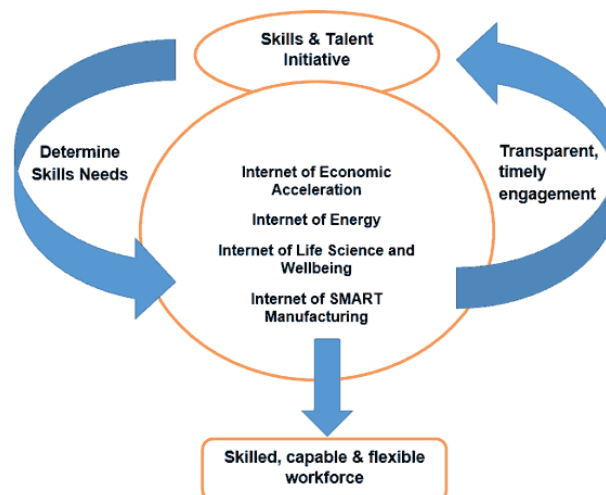 Skills & Talent
Initiative
Determine
Skills Needs
Transparent,
timely
engagement
Internet of Economic
Acceleration
Internet of Energy
Internet of Life Science and
Wellbeing
Internet of SMART
Manufacturing
Skilled, capable & flexible
workforce